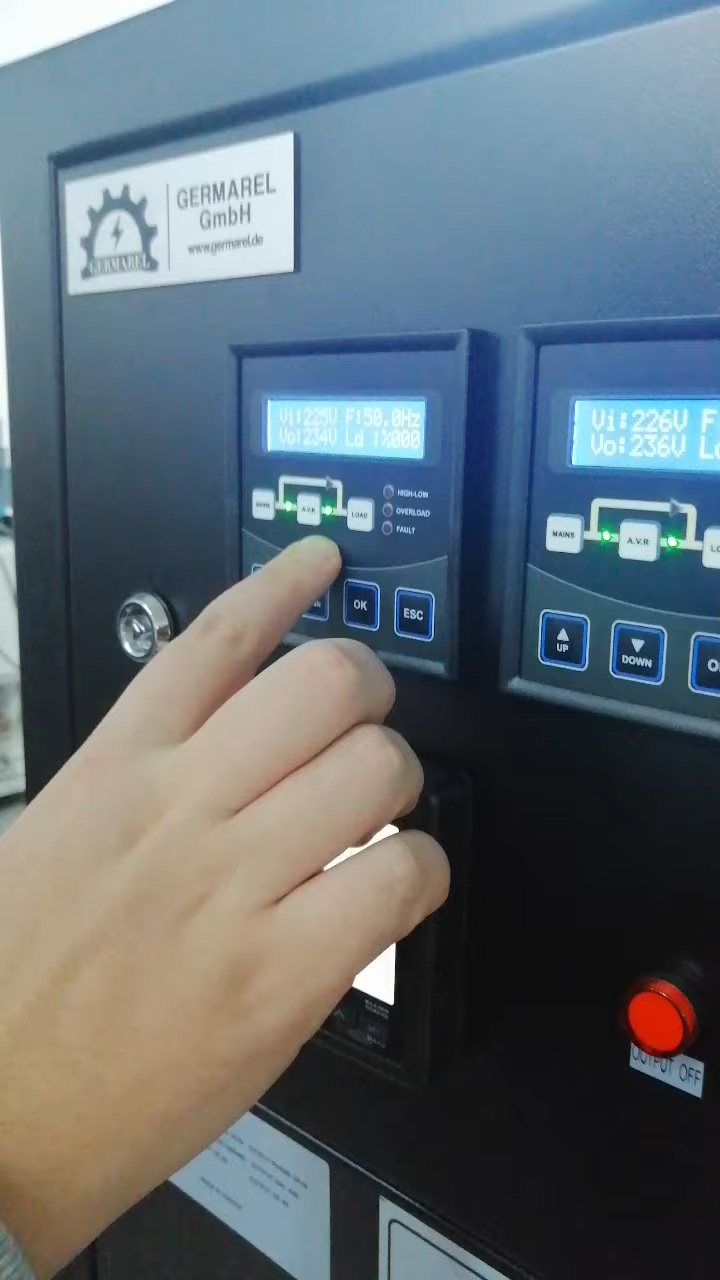 GERMAREL
GERMAREL
GmbH
www.germarel.de
Vi:225V F:50.0Hz
Vo:234V Ld :%000
MAINS
A.V.R
LOAD
HIGH-LOW
OVERLOAD
FAULT
OK
ESC
Vi:226V F
Vo:236V
MAINS
A.V.R
UP
DOWN
OUTPUT OFF